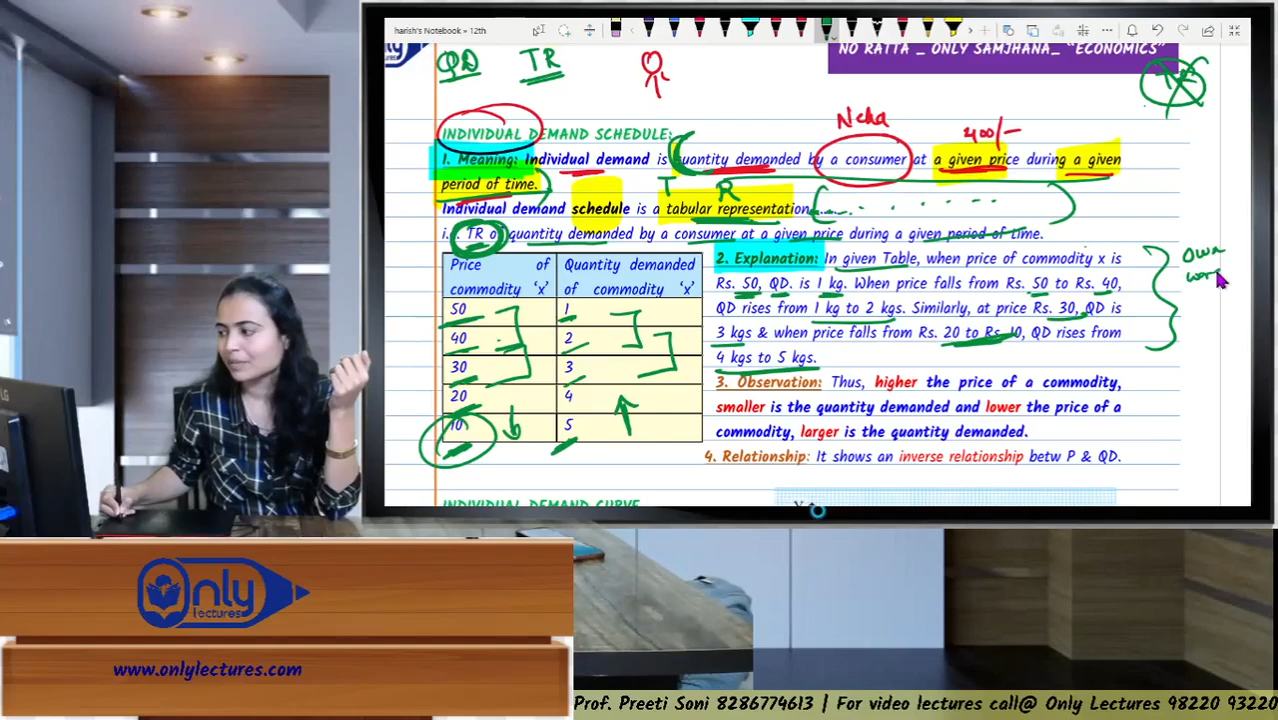 harish's Notebook » 12th
NO RATTA _ ONLY SAMJHANA_ "ECONOMICS"
QD TR
Neha
400/-
INDIVIDUAL DEMAND SCHEDULE:
1. Meaning: Individual demand is quantity demanded by a consumer at a given price during a given
period of time.
T R
Individual demand schedule is a tabular representation......
i.e. TR of quantity demanded by a consumer at a given price during a given period of time.
Price of
commodity 'x'
Quantity demanded
of commodity 'x'
50 1
40 2
30 3
20 4
10 5
2. Explanation: In given Table, when price of commodity x is
Rs. 50, QD. is 1 kg. When price falls from Rs. 50 to Rs. 40,
QD rises from 1 kg to 2 kgs. Similarly, at price Rs. 30, QD is
3 kgs & when price falls from Rs. 20 to Rs. 10, QD rises from
4 kgs to 5 kgs.
own
wor
3. Observation: Thus, higher the price of a commodity,
smaller is the quantity demanded and lower the price of a
commodity, larger is the quantity demanded.
4. Relationship: It shows an inverse relationship betw P & QD.
INDIVIDUAL DEMAND CURVE
Y
LG
Only
lectures
www.onlylectures.com
Prof. Preeti Soni 8286774613 | For video lectures call@ Only Lectures 98220 93220